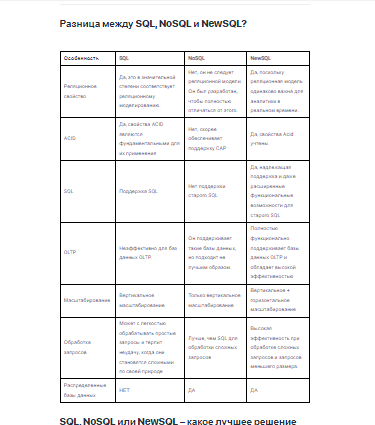 Разница между SQL, NoSQL и NewSQL?
Особенность SQL NoSQL NewSQL
Реляционное свойство
Да, это в значительной
степени соответствует
реляционному
моделированию.
Нет, он не следует
реляционной модели.
Он был разработан,
чтобы полностью
отличаться от этого.
Да, поскольку
реляционная модель
одинаково важна для
аналитики в
реальном времени.
ACID
Да, свойства ACID
являются
фундаментальными для
их применения
Нет, скорее
обеспечивает
поддержку CAP
Да, свойства Acid
учтены.
SQL
Поддержка SQL
Нет поддержки
старого SQL
Да, надлежащая
поддержка и даже
расширенные
функциональные
возможности для
старого SQL
OLTP
Неэффективно для баз
данных OLTP.
Он поддерживает
такие базы данных,
но подходит не
лучшим образом.
Полностью
функционально
поддерживает базы
данных OLTP и
обладает высокой
эффективностью
Масштабирование
Вертикальное
масштабирование
Только вертикальное
масштабирование
Вертикальное +
горизонтальное
масштабирование
Обработка
запросов
Может с легкостью
обрабатывать простые
запросы и терпит
неудачу, когда они
становятся сложными
по своей природе
Лучше, чем SQL для
обработки сложных
запросов
Высокая
эффективность при
обработке сложных
запросов и запросов
меньшего размера.
Распределенные
базы данных
НЕТ
ДА
ДА
SQL, NoSQL или NewSQL – какое лучшее решение